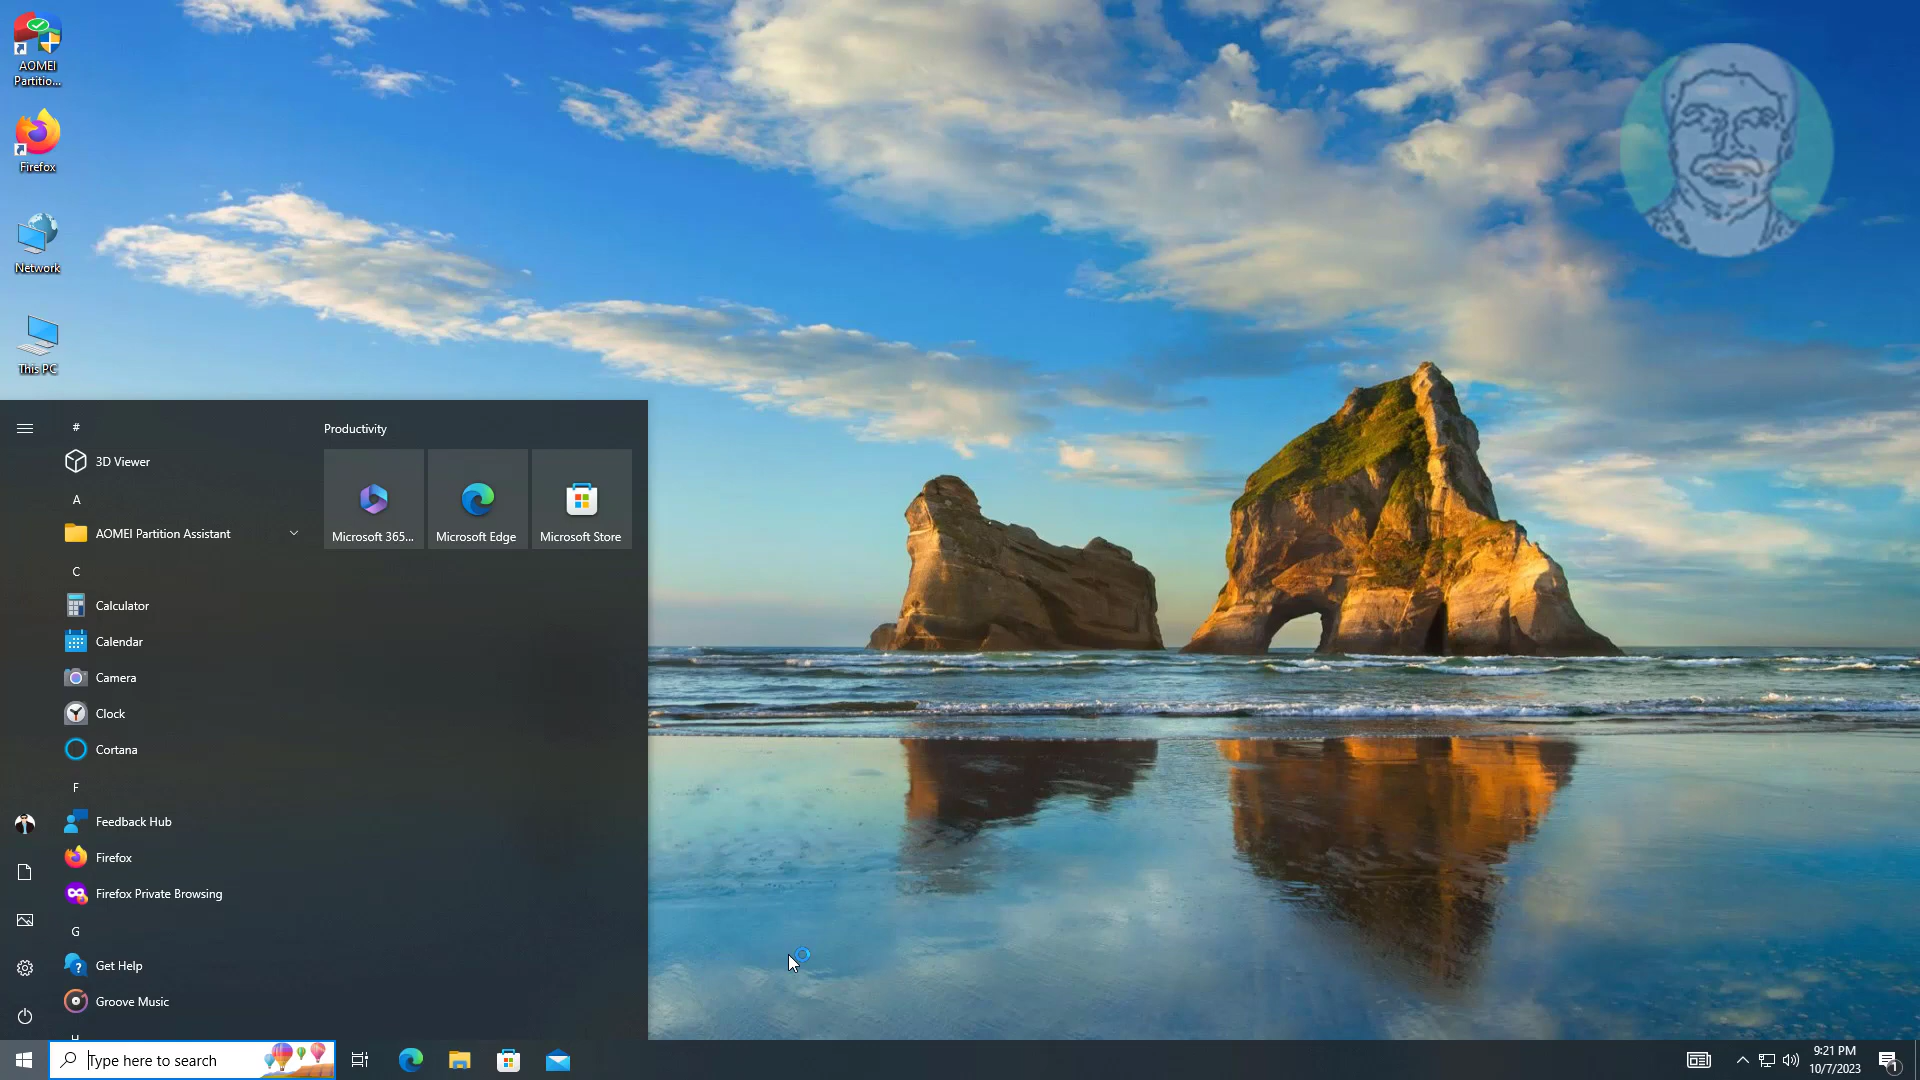 AOMEI
Partitio...
Firefox
Network
This PC
#
3D Viewer
A
AOMEI Partition Assistant
C
Calculator
Calendar
Camera
Clock
Cortana
F
Feedback Hub
Firefox
Firefox Private Browsing
G
Get Help
Groove Music
Productivity
Microsoft 365...
Microsoft Edge
Microsoft Store
Type here to search
9:21 PM
10/7/2023
1